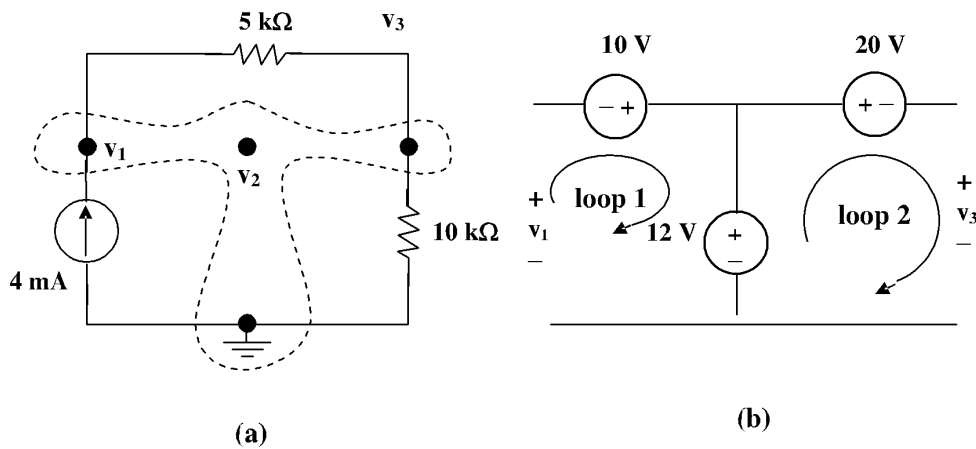 5 kΩ
v3
v1
v2
10 kΩ
4 mA
(a)
10 V
20 V
– +
+ –
+
v1
–
loop 1
12 V
+
–
loop 2
+
v3
–
(b)